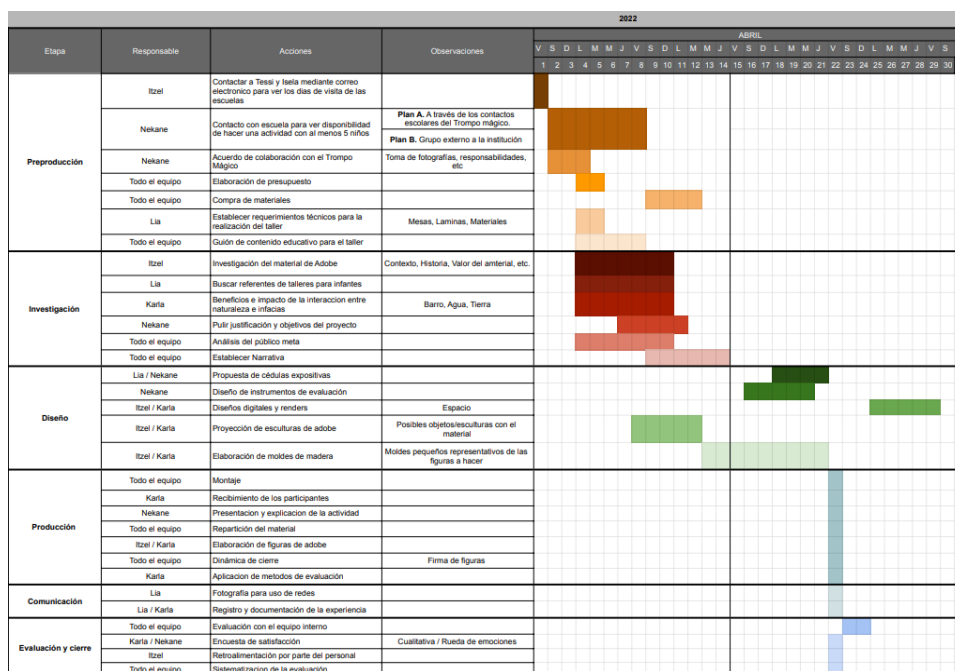 2022
Etapa Responsable Acciones Observaciones ABRIL
V S D L M M J V S D L M M J V S D L M M J V S D L M M J V S
1 2 3 4 5 6 7 8 9 10 11 12 13 14 15 16 17 18 19 20 21 22 23 24 25 26 27 28 29 30
Preproducción
Itzel
Contactar a Tessi y Isela mediante correo
electronico para ver los dias de visita de las
escuelas
Nekane
Contacto con escuela para ver disponibilidad
de hacer una actividad con al menos 5 niños
Plan A. A través de los contactos
escolares del Trompo mágico.
Plan B. Grupo externo a la institución
Nekane
Acuerdo de colaboración con el Trompo
Mágico
Toma de fotografías, responsabilidades,
etc
Todo el equipo Elaboración de presupuesto
Todo el equipo Compra de materiales
Lia
Establecer requerimientos técnicos para la
realización del taller
Mesas, Laminas, Materiales
Todo el equipo Guión de contenido educativo para el taller
Investigación
Itzel Investigación del material de Adobe Contexto, Historia, Valor del amterial, etc.
Lia Buscar referentes de talleres para infantes
Karla
Beneficios e impacto de la interaccion entre
naturaleza e infacias
Barro, Agua, Tierra
Nekane Pulir justificación y objetivos del proyecto
Todo el equipo Análisis del público meta
Todo el equipo Establecer Narrativa
Diseño
Lia / Nekane Propuesta de cédulas expositivas
Nekane Diseño de instrumentos de evaluación
Itzel / Karla Diseños digitales y renders Espacio
Itzel / Karla Proyección de esculturas de adobe
Posibles objetos/esculturas con el
material
Itzel / Karla Elaboración de moldes de madera
Moldes pequeños representativos de las
figuras a hacer
Producción
Todo el equipo Montaje
Karla Recibimiento de los participantes
Nekane Presentacion y explicacion de la actividad
Todo el equipo Repartición del material
Itzel / Karla Elaboración de figuras de adobe
Todo el equipo Dinámica de cierre Firma de figuras
Karla Aplicacion de metodos de evaluación
Comunicación
Lia Fotografía para uso de redes
Lia / Karla Registro y documentación de la experiencia
Evaluación y cierre
Todo el equipo Evaluación con el equipo interno
Karla / Nekane Encuesta de satisfacción Cualitativa / Rueda de emociones
Itzel Retroalimentación por parte del personal
Todo el equipo Sistematizacion de la evaluación